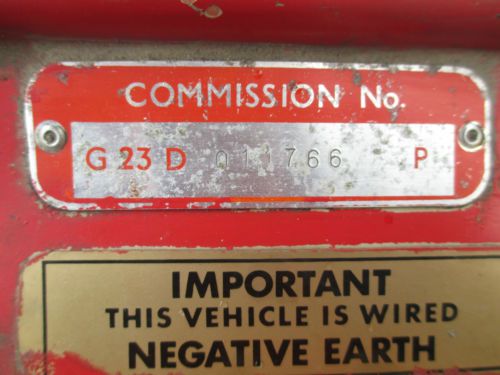 COMMISSION No.
G 23 D 011766 P
IMPORTANT
THIS VEHICLE IS WIRED
NEGATIVE EARTH